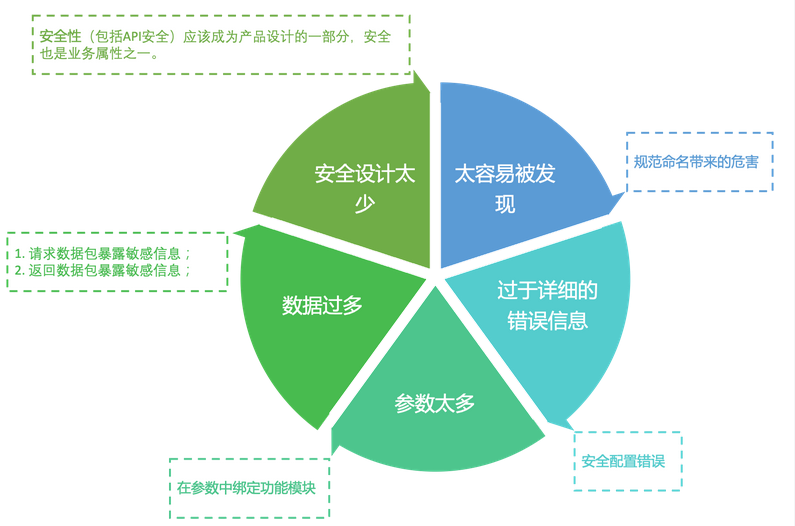 安全性（包括API安全）应该成为产品设计的一部分，安全
也是业务属性之一。
安全设计太
少
太容易被发
现
规范命名带来的危害
1. 请求数据包暴露敏感信息；
2. 返回数据包暴露敏感信息；
数据过多
过于详细的
错误信息
参数太多
安全配置错误
在参数中绑定功能模块